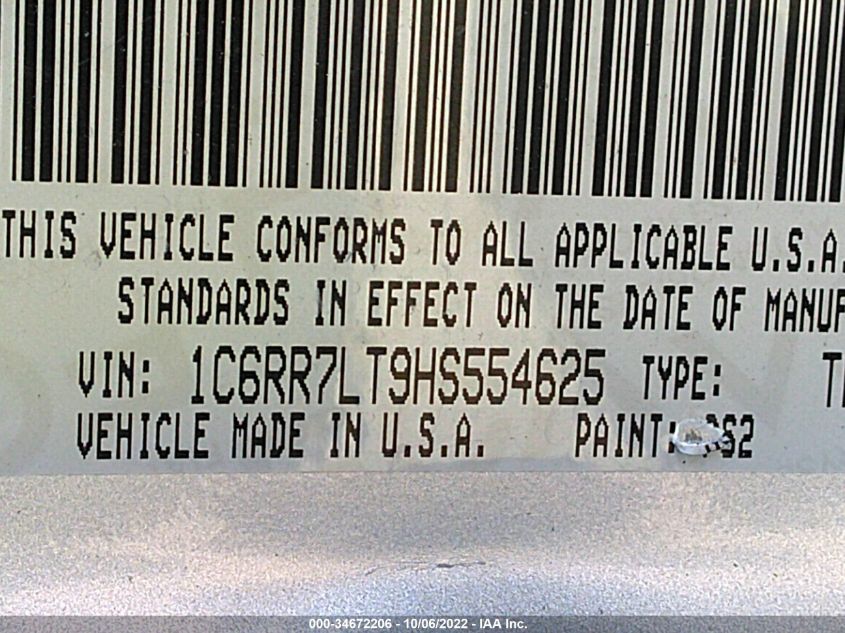 THIS VEHICLE CONFORMS TO ALL APPLICABLE U.S.A.
STANDARDS IN EFFECT ON THE DATE OF MANUF
VIN: 1C6RR7LT9HS554625 TYPE:
VEHICLE MADE IN U.S.A. PAINT:
000-34672206 - 10/06/2022 - IAA Inc.